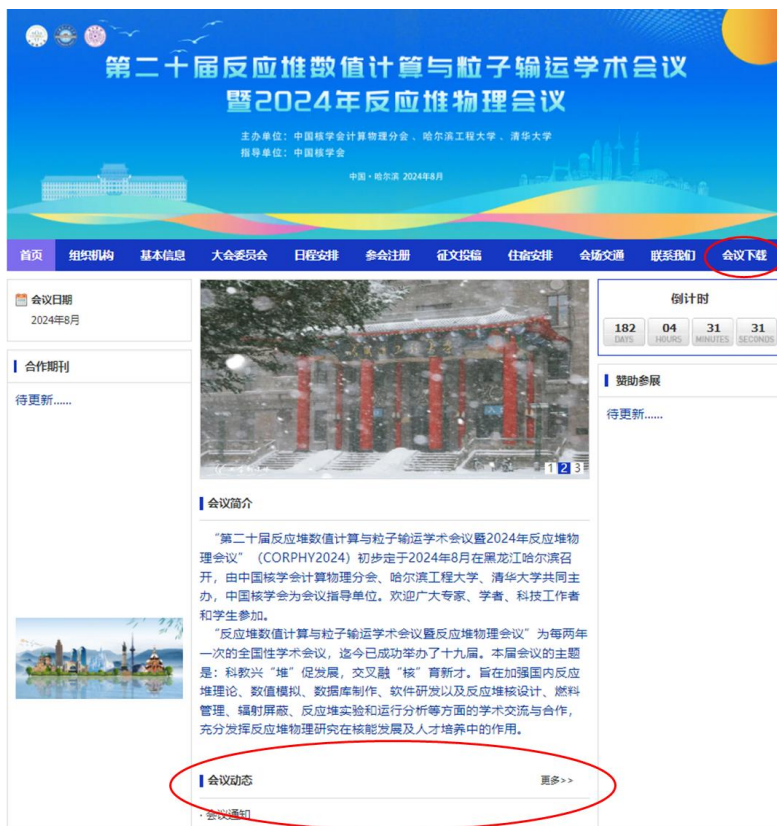 第二十届反应堆数值计算与粒子输运学术会议
暨2024年反应堆物理会议
主办单位：中国核学会计算物理分会、哈尔滨工程大学、清华大学
指导单位：中国核学会
中国·哈尔滨 2024年8月
首页 组织机构 基本信息 大会委员会 日程安排 参会注册 征文投稿 住宿安排 会场交通 联系我们 会议下载
会议日期
2024年8月
合作期刊
待更新......
1 2 3
会议简介
“第二十届反应堆数值计算与粒子输运学术会议暨2024年反应堆物
理会议”（CORPHY2024）初步定于2024年8月在黑龙江哈尔滨召
开，由中国核学会计算物理分会、哈尔滨工程大学、清华大学共同主
办，中国核学会为会议指导单位。欢迎广大专家、学者、科技工作者
和学生参加。
“反应堆数值计算与粒子输运学术会议暨反应堆物理会议”为每两年
一次的全国性学术会议，迄今已成功举办了十九届。本届会议的主题
是：科教兴“堆”促发展，交叉融“核”育新才。旨在加强国内反应
堆理论、数值模拟、数据库制作、软件研发以及反应堆核设计、燃料
管理、辐射屏蔽、反应堆实验和运行分析等方面的学术交流与合作，
充分发挥反应堆物理研究在核能发展及人才培养中的作用。
会议动态 更多>>
·会议通知
倒计时
182 04 31 31
DAYS HOURS MINUTES SECONDS
赞助参展
待更新......